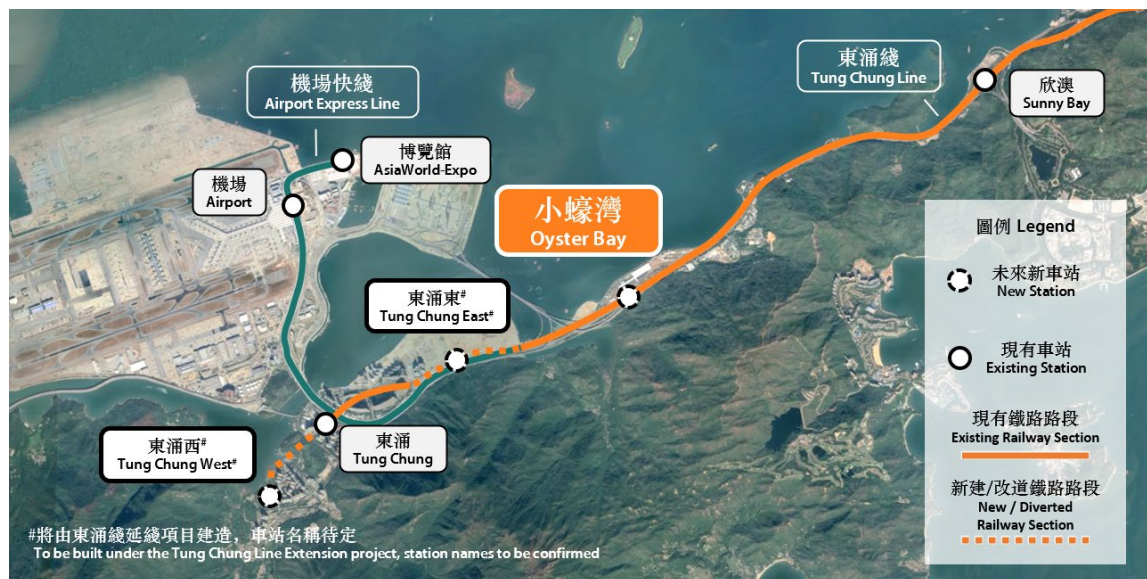 機場快綫
Airport Express Line
東涌綫
Tung Chung Line
欣澳
Sunny Bay
博覽館
AsiaWorld-Expo
機場
Airport
小蠔灣
Oyster Bay
東涌東#
Tung Chung East#
東涌西#
Tung Chung West#
東涌
Tung Chung
#將由東涌綫延綫項目建造，車站名稱待定
To be built under the Tung Chung Line Extension project, station names to be confirmed
圖例 Legend
未來新車站
New Station
現有車站
Existing Station
現有鐵路路段
Existing Railway Section
新建/改道鐵路路段
New / Diverted
Railway Section